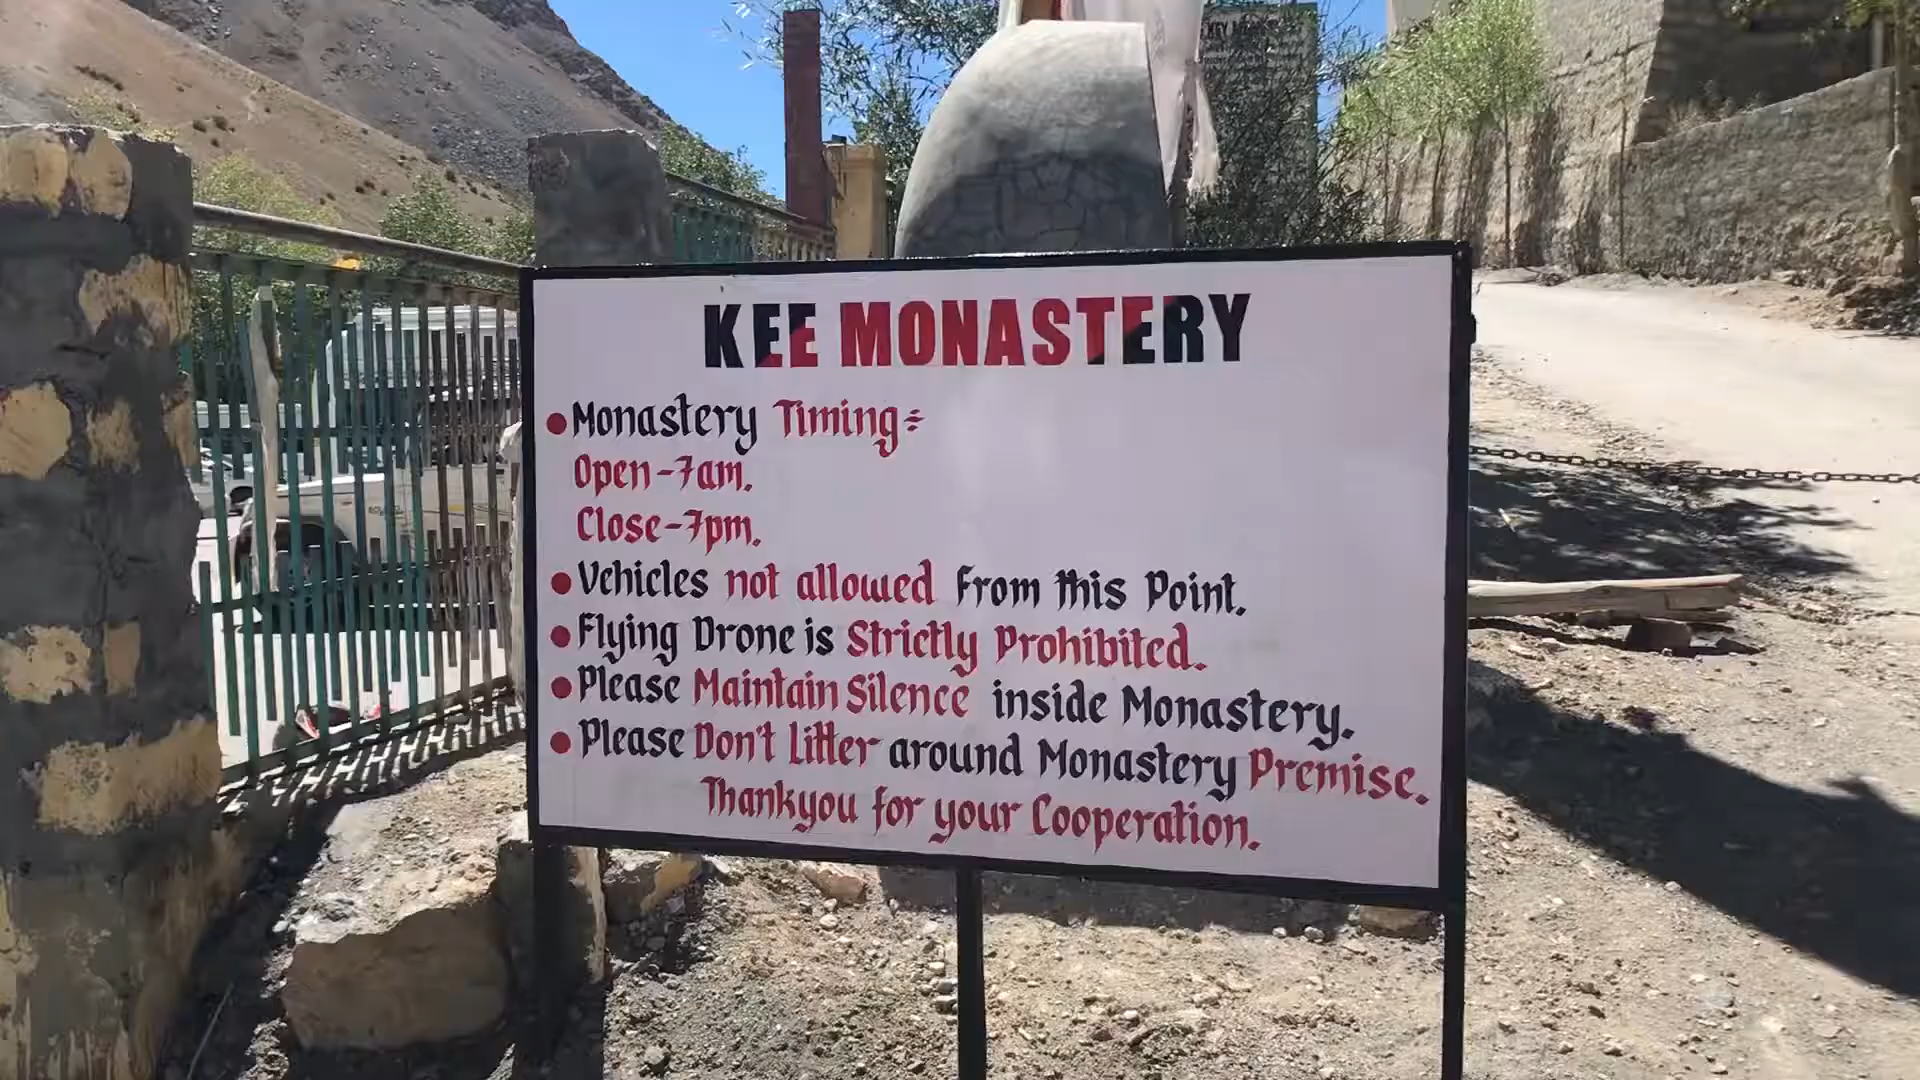 KEY
KEE MONASTERY
• Monastery Timing÷
Open-7am.
Close-7pm.
• Vehicles not allowed from this Point.
• Flying Drone is Strictly Prohibited.
• Please Maintain Silence inside Monastery.
• Please Don't Litter around Monastery Premise.
Thankyou for your Cooperation.